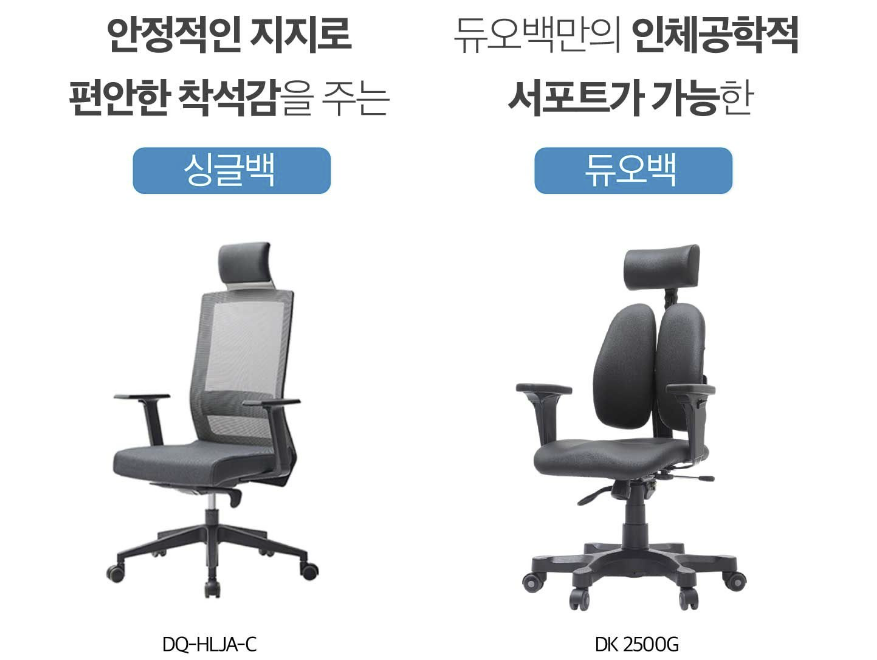 안정적인 지지로
편안한 착석감을 주는
싱글백
DQ-HLJA-C
듀오백만의 인체공학적
서포트가 가능한
듀오백
DK 2500G